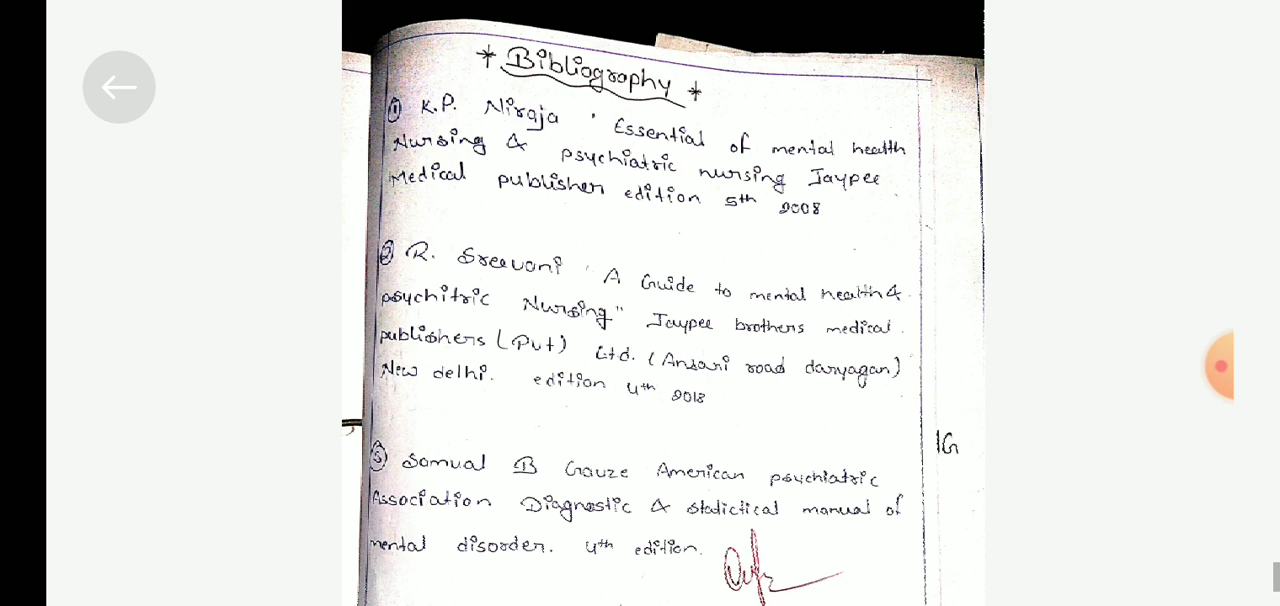 * Bibliography *
① K.P. Niraja ' Essential of mental health
Nursing & psychiatric nursing Jaypee
Medical publisher edition 5th 2008
② R. Sreevani ' A Guide to mental health &
psychitric Nursing" Jaypee brothers medical.
publishers (Pvt) Ltd. (Ansari road daryagan)
New delhi. edition 4th 2018
③ Samual B Gauze American psychiatric
Association Diagnostic & statictical manual of
mental disorder. 4th edition.
16